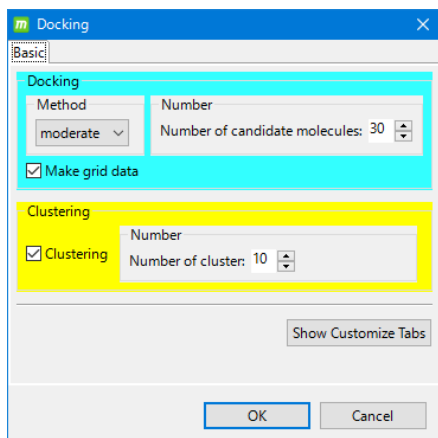 m Docking
Basic
Docking
Method
moderate
Number
Number of candidate molecules: 30
Make grid data
Clustering
Clustering
Number
Number of cluster: 10
Show Customize Tabs
OK Cancel